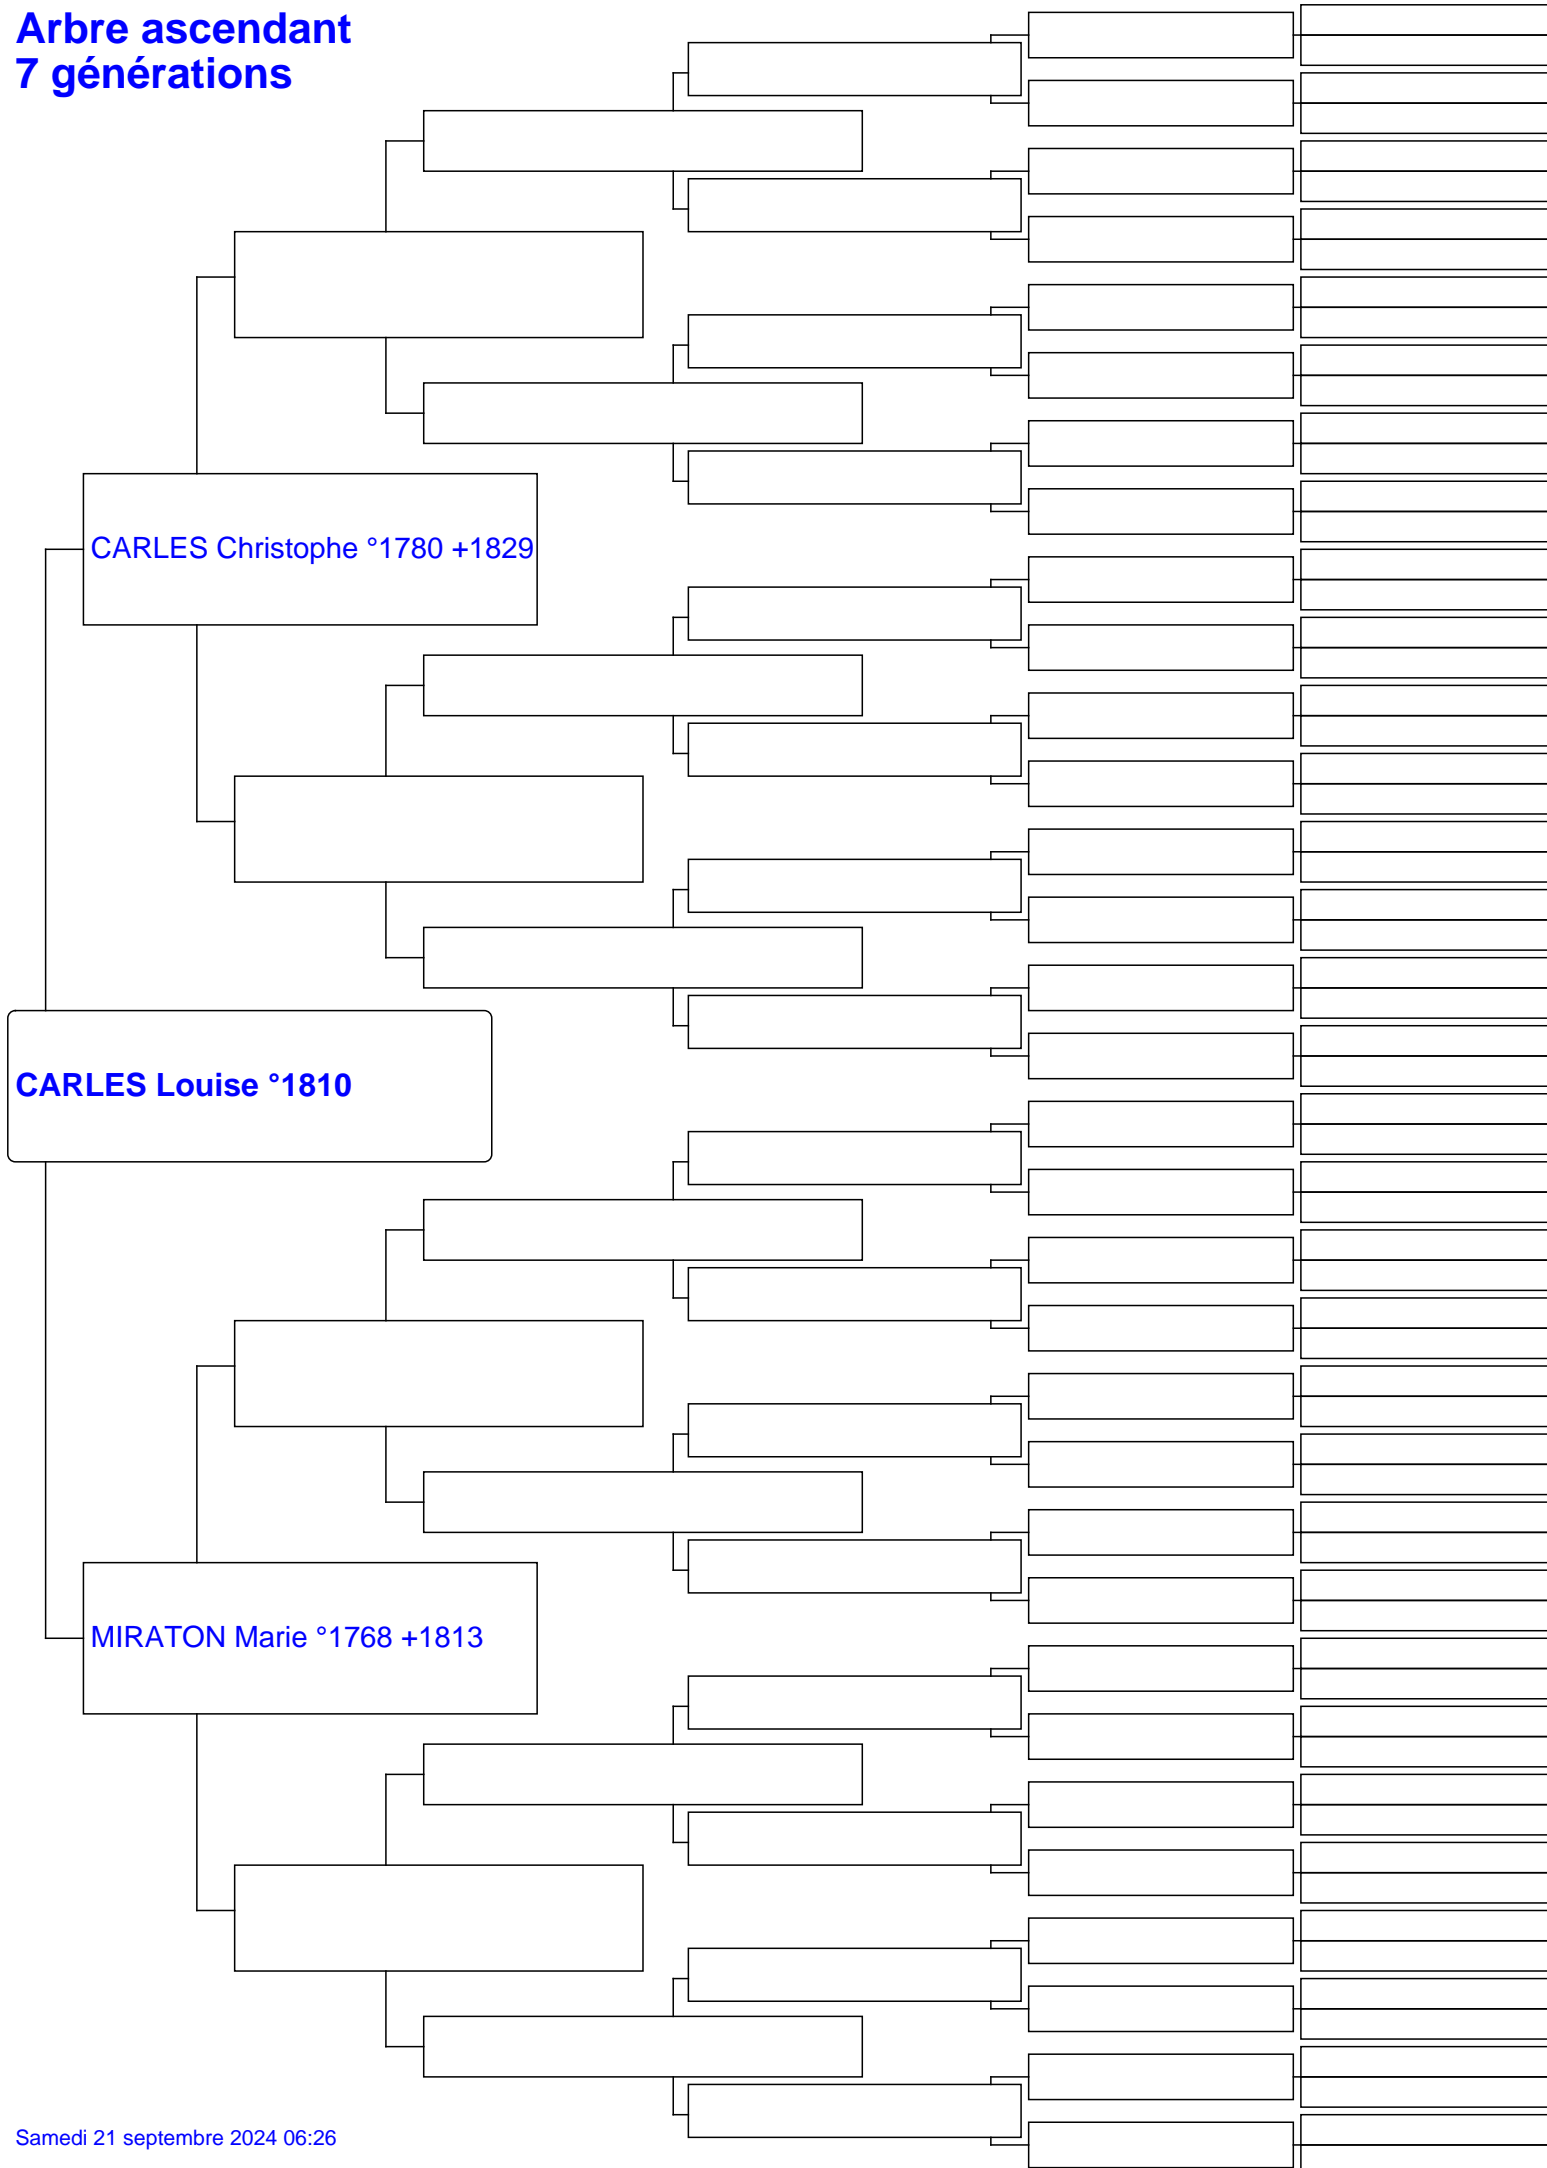 Arbre ascendant
7 générations
CARLES Christophe °1780 +1829
CARLES Louise °1810
MIRATON Marie °1768 +1813
Samedi 21 septembre 2024 06:26